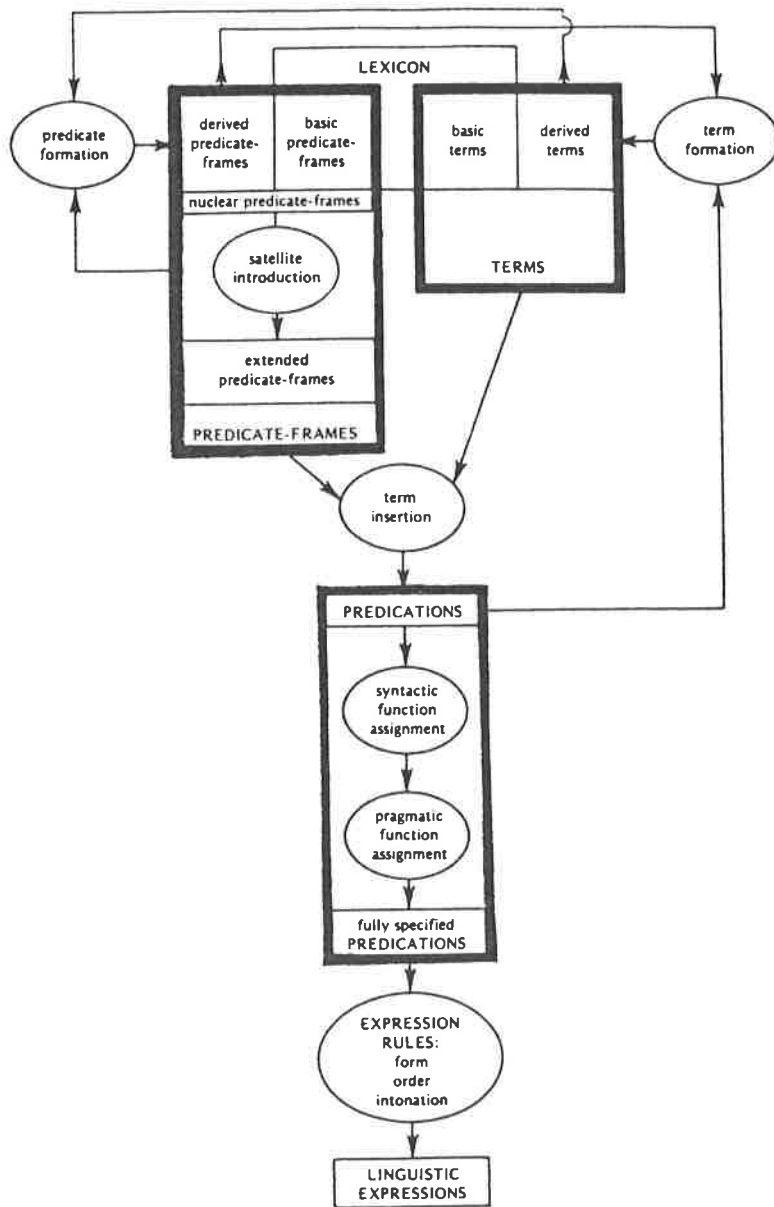 LEXICON
predicate
formation
derived
predicate-
frames
basic
predicate-
frames
basic
terms
derived
terms
term
formation
nuclear predicate-frames
satellite
introduction
TERMS
extended
predicate-frames
PREDICATE-FRAMES
term
insertion
PREDICATIONS
syntactic
function
assignment
pragmatic
function
assignment
fully specified
PREDICATIONS
EXPRESSION
RULES:
form
order
intonation
LINGUISTIC
EXPRESSIONS